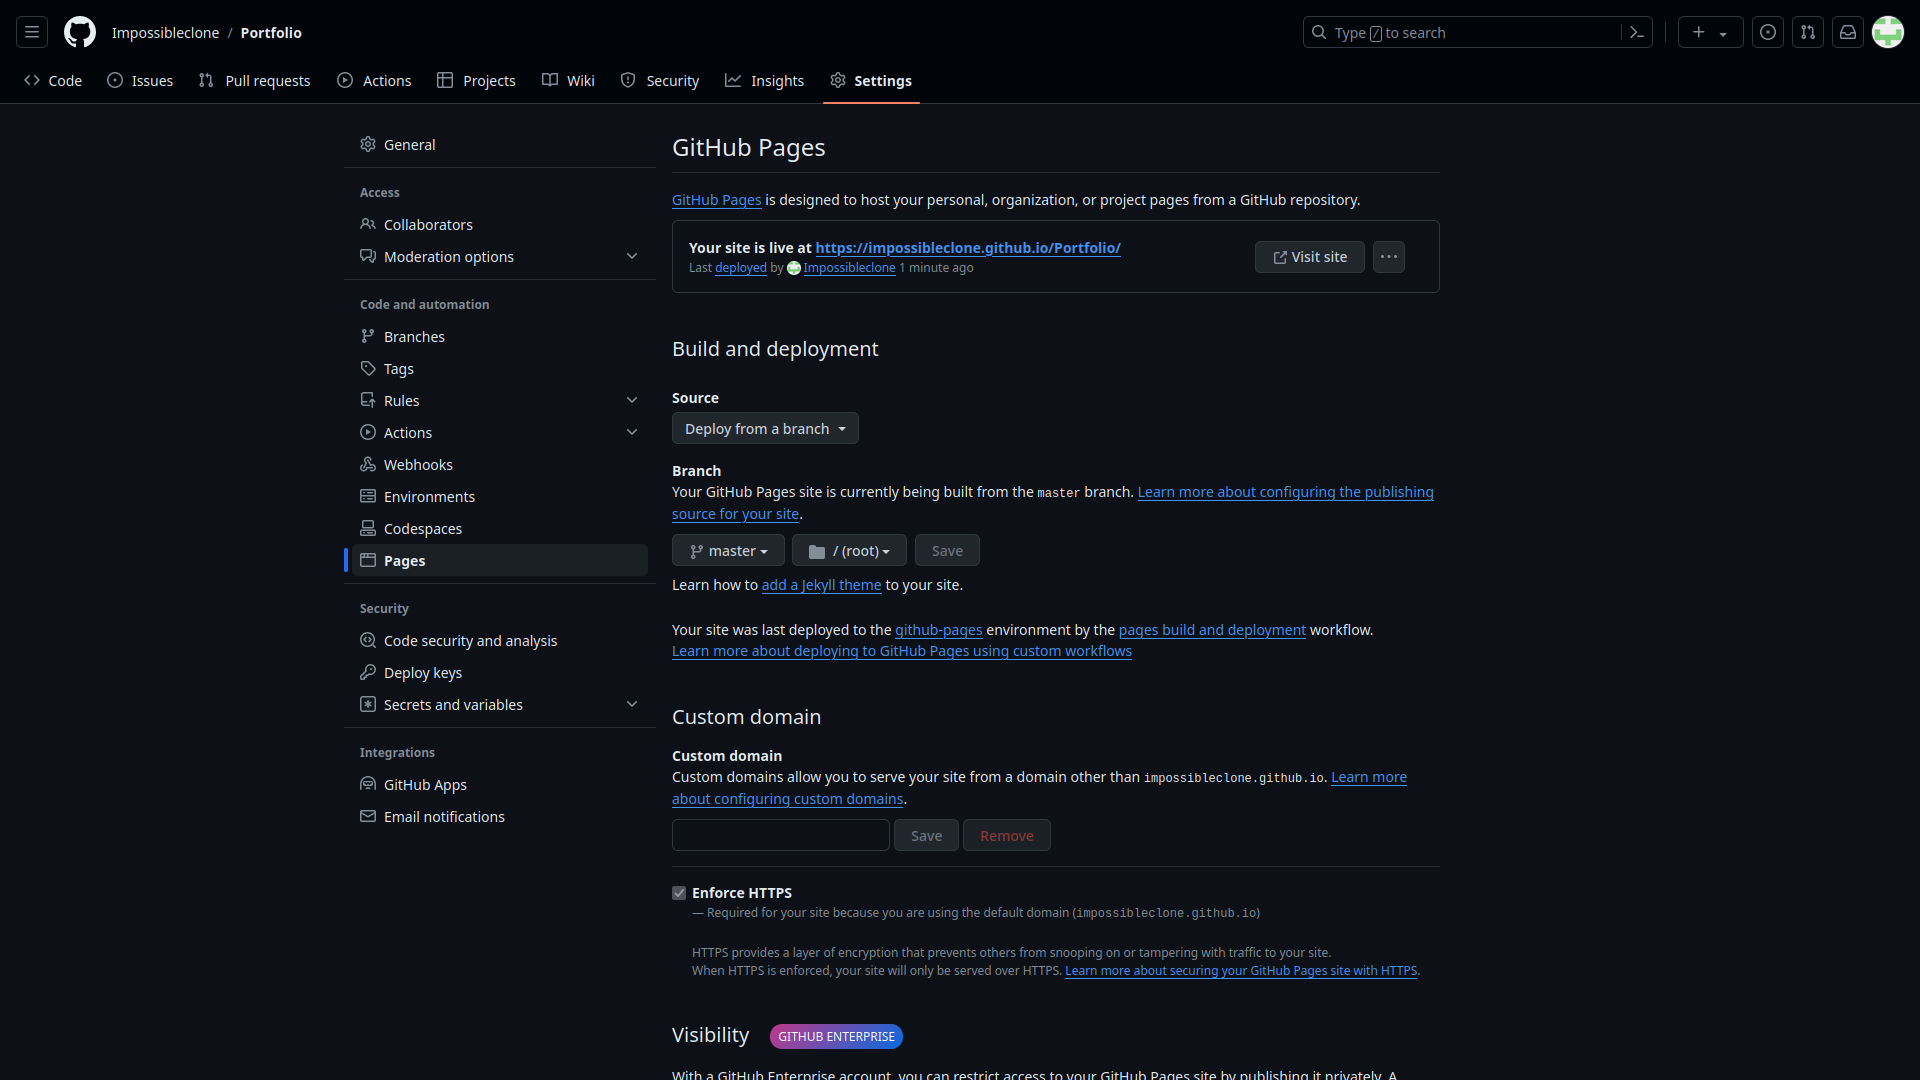 Impossibleclone / Portfolio
Type / to search
Code
Issues
Pull requests
Actions
Projects
Wiki
Security
Insights
Settings
General
Access
Collaborators
Moderation options
Code and automation
Branches
Tags
Rules
Actions
Webhooks
Environments
Codespaces
Pages
Security
Code security and analysis
Deploy keys
Secrets and variables
Integrations
GitHub Apps
Email notifications
GitHub Pages
GitHub Pages is designed to host your personal, organization, or project pages from a GitHub repository.
Your site is live at https://impossibleclone.github.io/Portfolio/
Last deployed by Impossibleclone 1 minute ago
Visit site
Build and deployment
Source
Deploy from a branch
Branch
Your GitHub Pages site is currently being built from the master branch. Learn more about configuring the publishing
source for your site.
master
/ (root)
Save
Learn how to add a Jekyll theme to your site.
Your site was last deployed to the github-pages environment by the pages build and deployment workflow.
Learn more about deploying to GitHub Pages using custom workflows
Custom domain
Custom domain
Custom domains allow you to serve your site from a domain other than impossibleclone.github.io. Learn more
about configuring custom domains.
Save
Remove
Enforce HTTPS
— Required for your site because you are using the default domain (impossibleclone.github.io)
HTTPS provides a layer of encryption that prevents others from snooping on or tampering with traffic to your site.
When HTTPS is enforced, your site will only be served over HTTPS. Learn more about securing your GitHub Pages site with HTTPS.
Visibility
GITHUB ENTERPRISE
With a GitHub Enterprise account, you can restrict access to your GitHub Pages site by publishing it privately. A